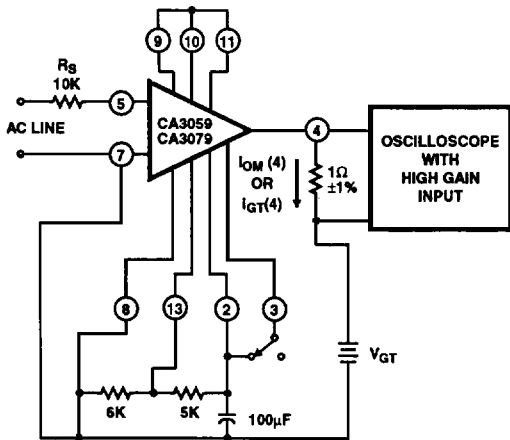 9
10
11
RS
10K
5
AC LINE
7
CA3059
CA3079
4
IOM (4)
OR
iGT(4)
1Ω
±1%
OSCILLOSCOPE
WITH
HIGH GAIN
INPUT
8
13
2
3
6K
5K
100µF
VGT